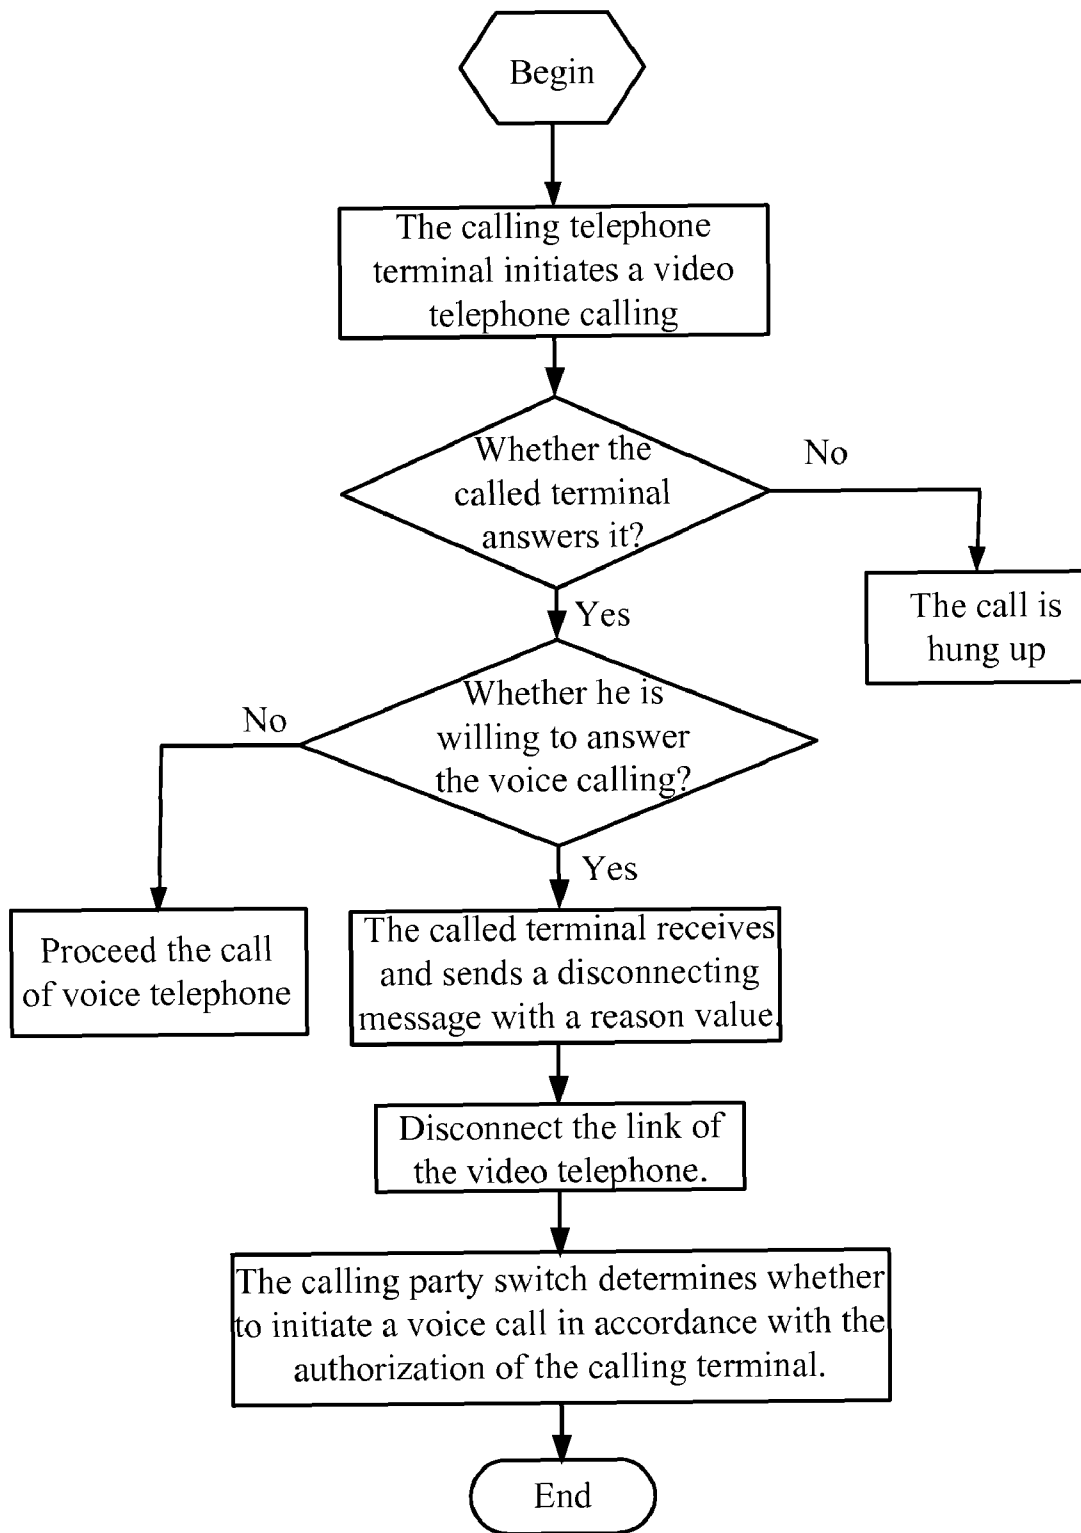 Begin
The calling telephone
terminal initiates a video
telephone calling
Whether the
called terminal
answers it?
No
The call is
hung up
Yes
Whether he is
willing to answer
the voice calling?
No
Proceed the call
of voice telephone
Yes
The called terminal receives
and sends a disconnecting
message with a reason value.
Disconnect the link of
the video telephone.
The calling party switch determines whether
to initiate a voice call in accordance with the
authorization of the calling terminal.
End